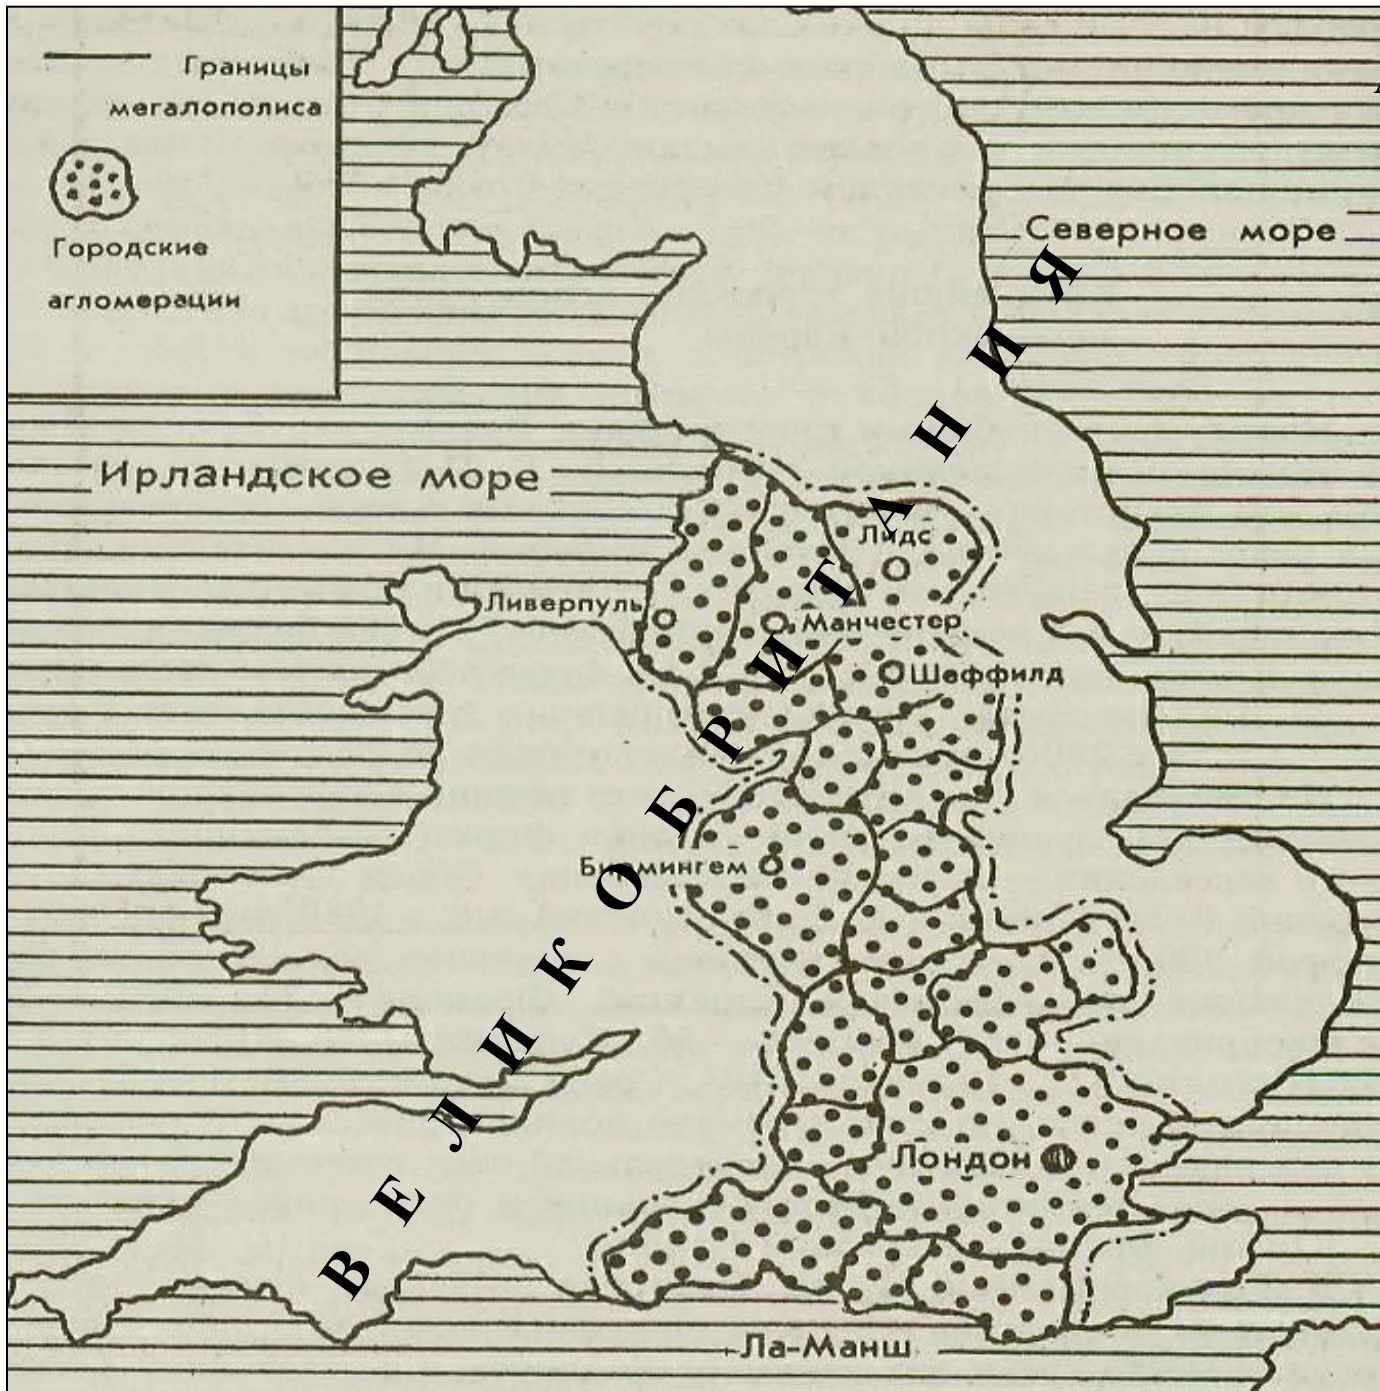 Границы
мегалополиса
Городские
агломерации
Северное море
Ирландское море
ВЕЛИКОБРИТАНИЯ
Лидс
Ливерпуль
Манчестер
Шеффилд
Бирмингем
Лондон
Ла-Манш